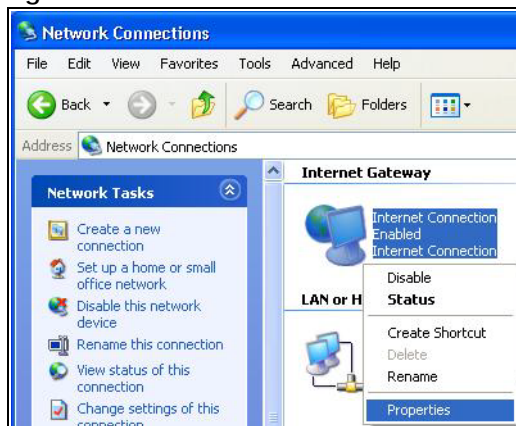 Network Connections
File Edit View Favorites Tools Advanced Help
Back Search Folders
Address Network Connections
Network Tasks
Create a new
connection
Set up a home or small
office network
Disable this network
device
Rename this connection
View status of this
connection
Change settings of this
connection
Internet Gateway
Internet Connection
Enabled
Internet Connection
LAN or H
Disable
Status
Create Shortcut
Delete
Rename
Properties